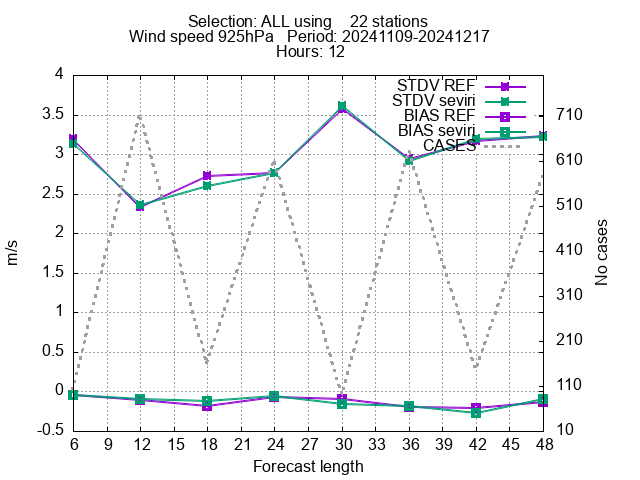 Selection: ALL using 22 stations
Wind speed 925hPa Period: 20241109-20241217
Hours: 12
STDV REF
STDV seviri
BIAS REF
BIAS seviri
CASES
4
3.5
3
2.5
2
1.5
1
0.5
0
-0.5
m/s
710
610
510
410
310
210
110
10
No cases
6 9 12 15 18 21 24 27 30 33 36 39 42 45 48
Forecast length